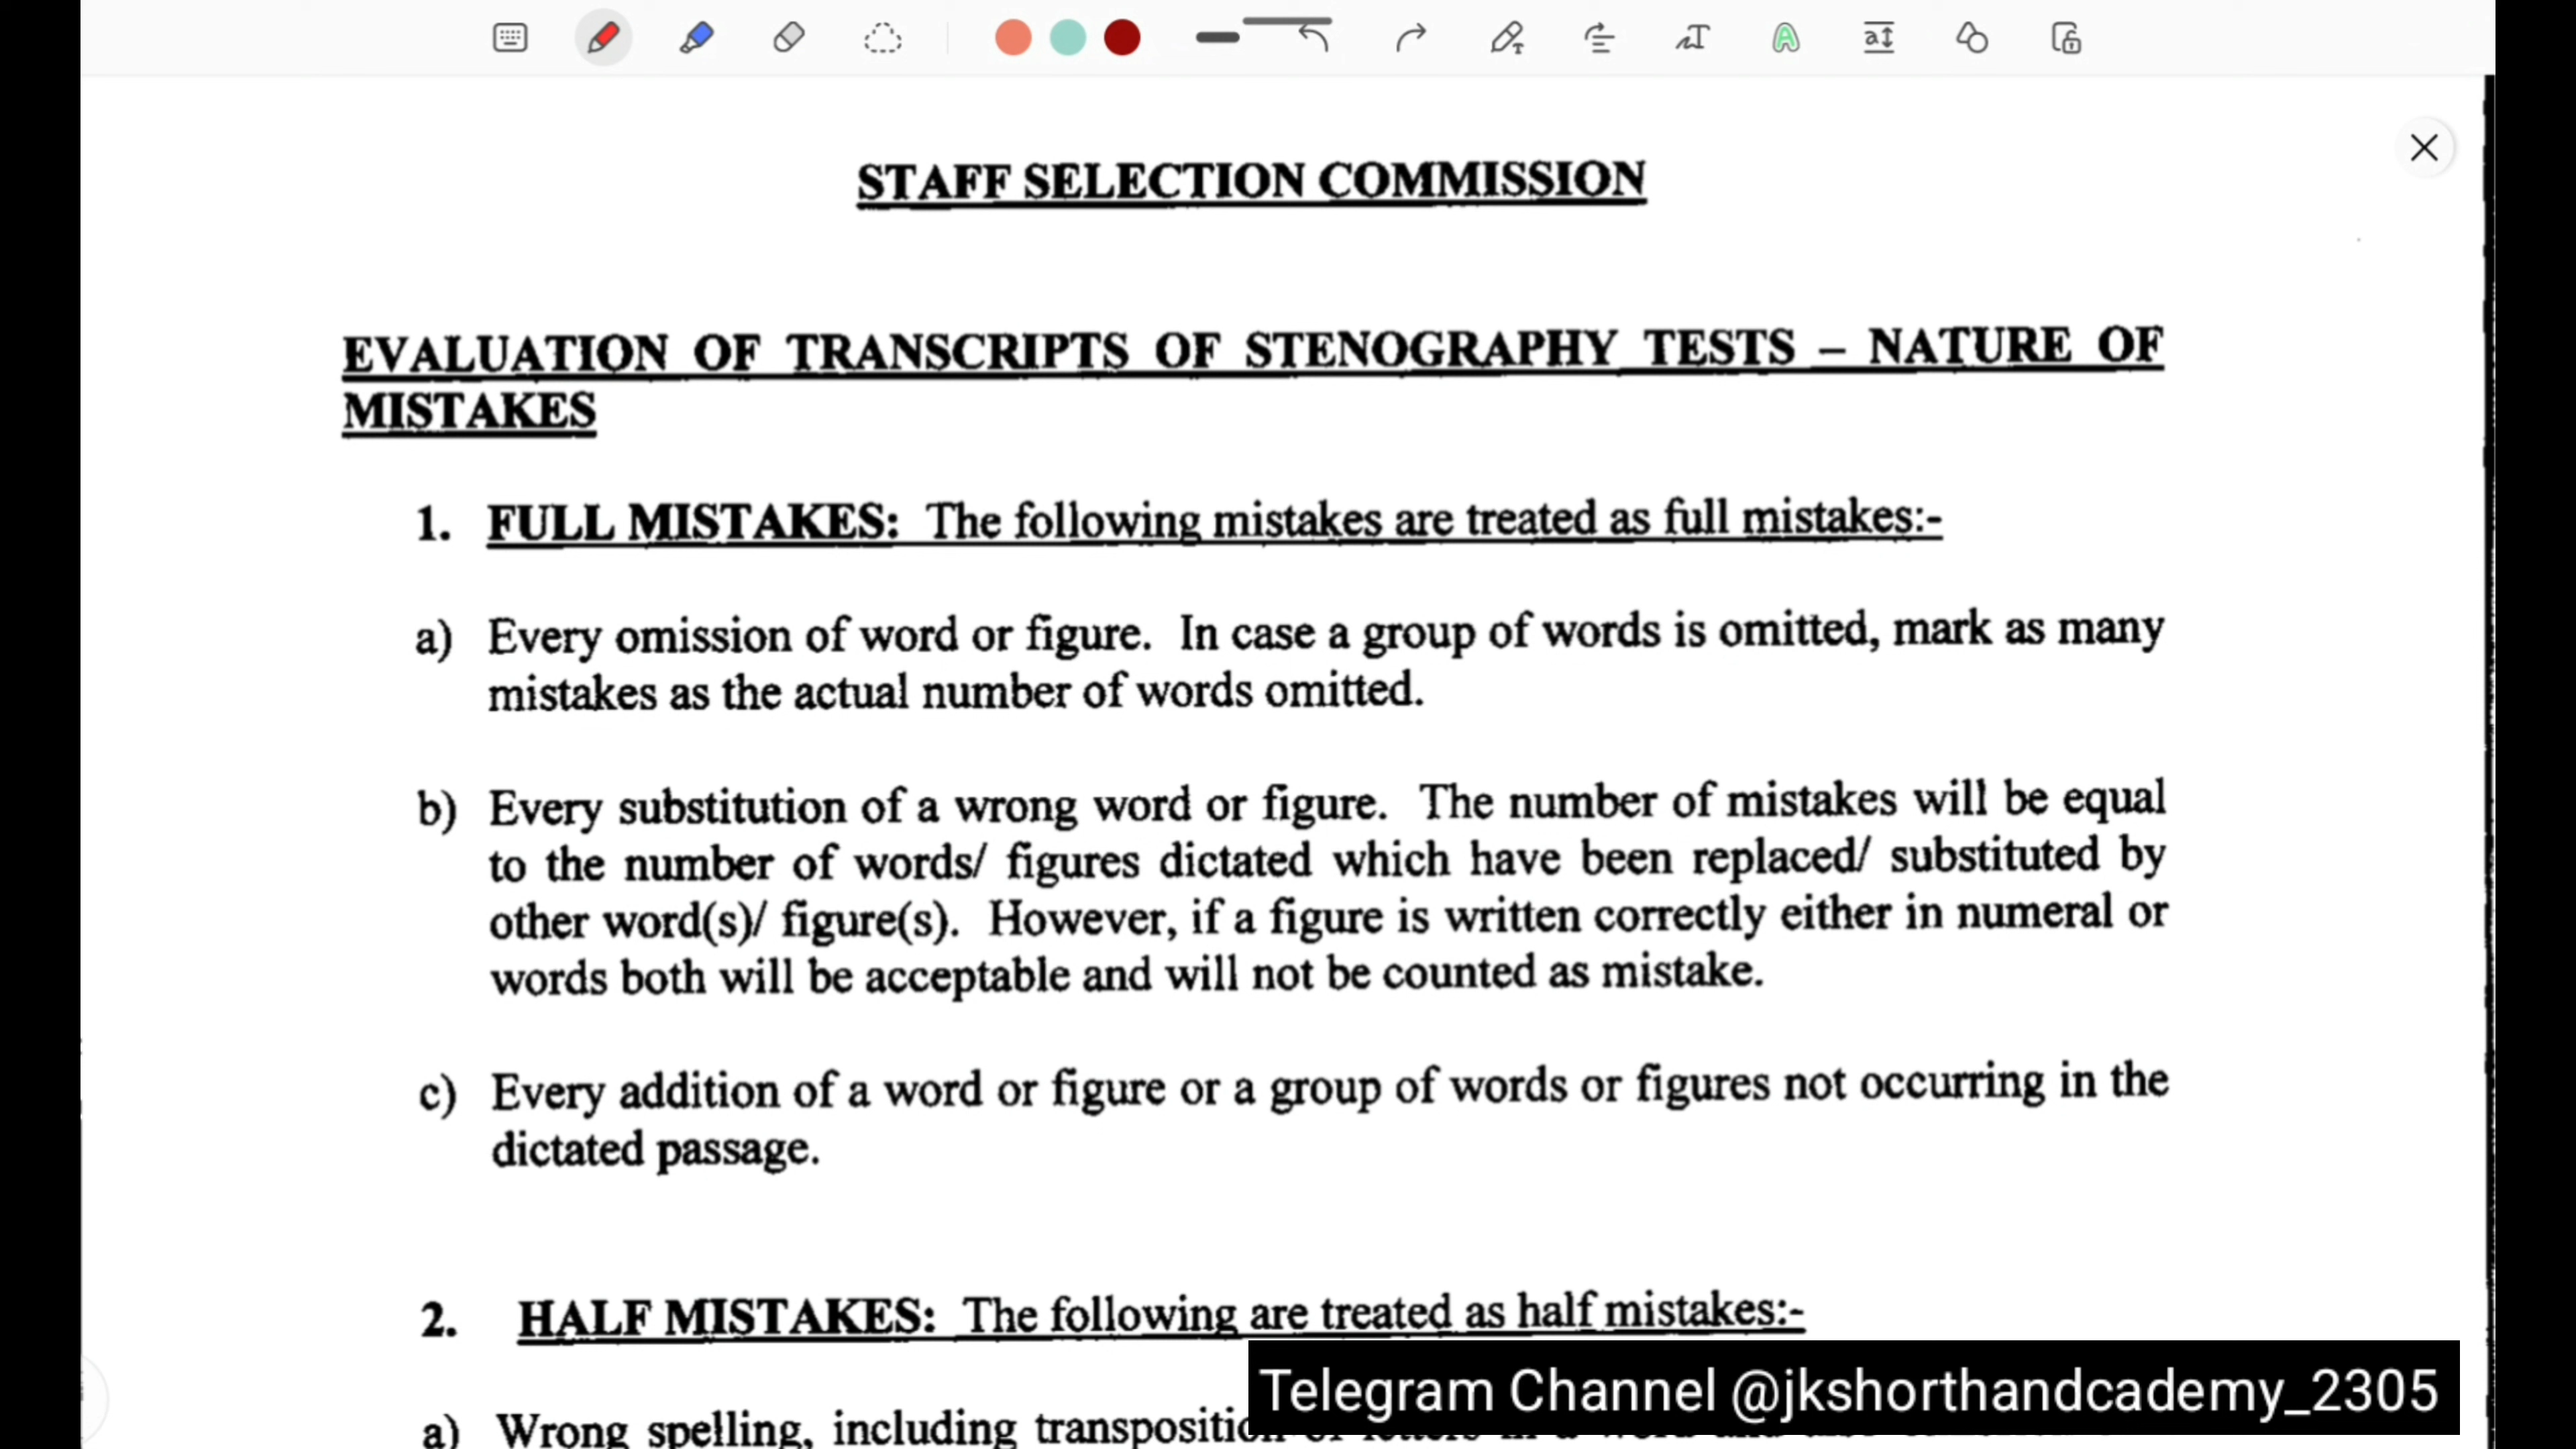 STAFF SELECTION COMMISSION
EVALUATION OF TRANSCRIPTS OF STENOGRAPHY TESTS – NATURE OF
MISTAKES
1. FULL MISTAKES: The following mistakes are treated as full mistakes:-
a) Every omission of word or figure. In case a group of words is omitted, mark as many
mistakes as the actual number of words omitted.
b) Every substitution of a wrong word or figure. The number of mistakes will be equal
to the number of words/ figures dictated which have been replaced/ substituted by
other word(s)/ figure(s). However, if a figure is written correctly either in numeral or
words both will be acceptable and will not be counted as mistake.
c) Every addition of a word or figure or a group of words or figures not occurring in the
dictated passage.
2. HALF MISTAKES: The following are treated as half mistakes:-
a) Wrong spelling, including
Telegram Channel @jkshorthandcademy_2305